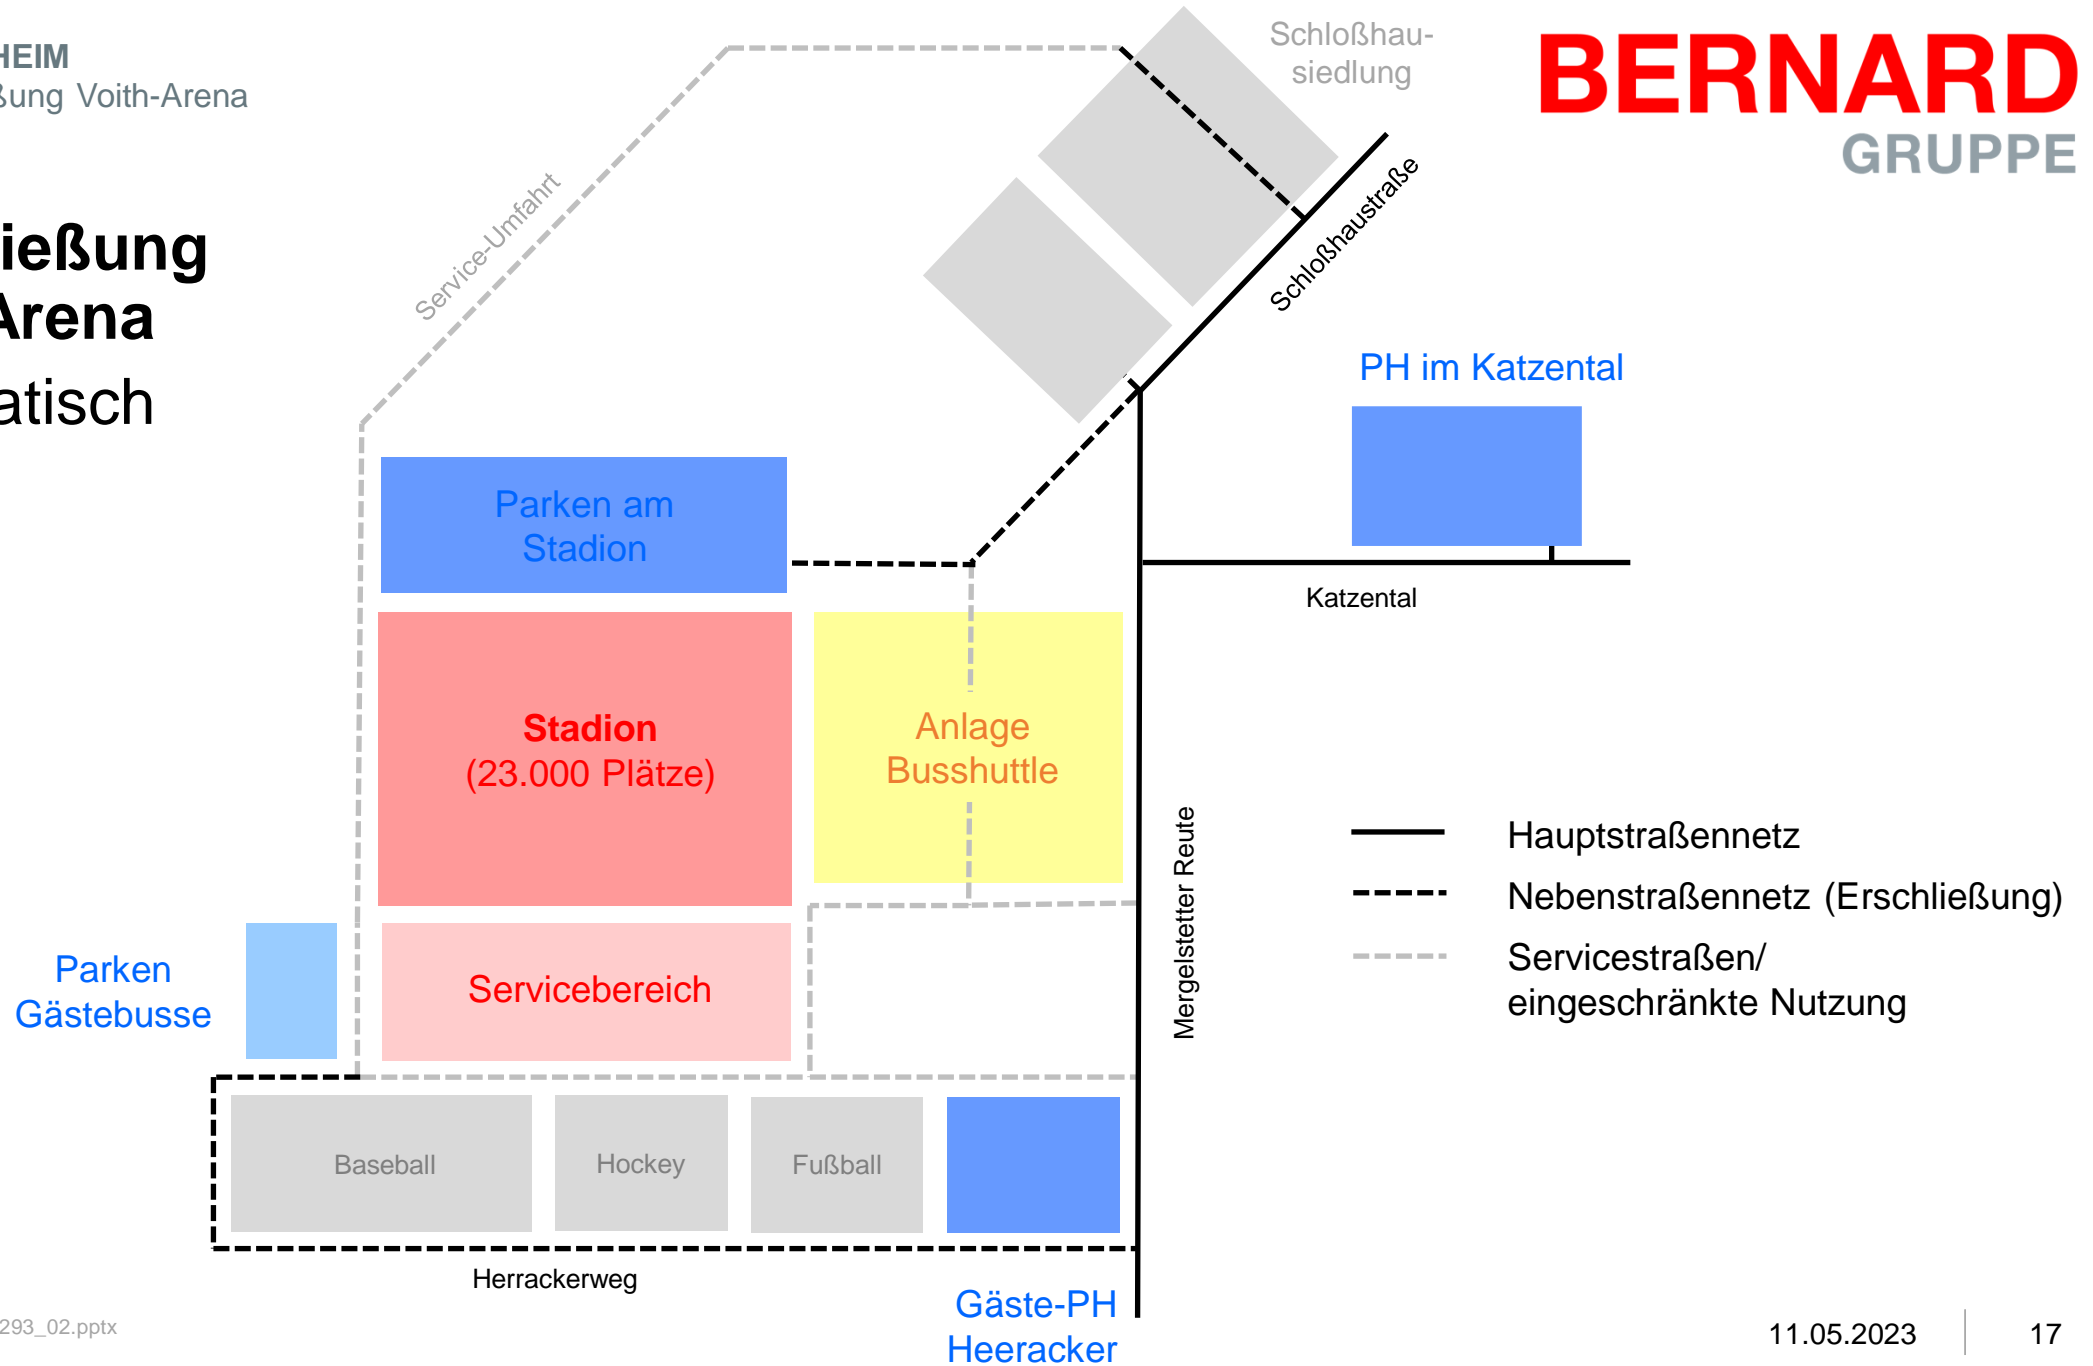 HEIM
ßung Voith-Arena
BERNARD
GRUPPE
ießung
Arena
atisch
Schloßhau-
siedlung
Service-Umfahrt
Schloßhaustraße
PH im Katzental
Katzental
Parken am
Stadion
Stadion
(23.000 Plätze)
Anlage
Busshuttle
Mergelstetter Reute
Hauptstraßennetz
Nebenstraßennetz (Erschließung)
Servicestraßen/
eingeschränkte Nutzung
Parken
Gästebusse
Servicebereich
Baseball
Hockey
Fußball
Herrackerweg
Gäste-PH
Heeracker
293_02.pptx
11.05.2023
17